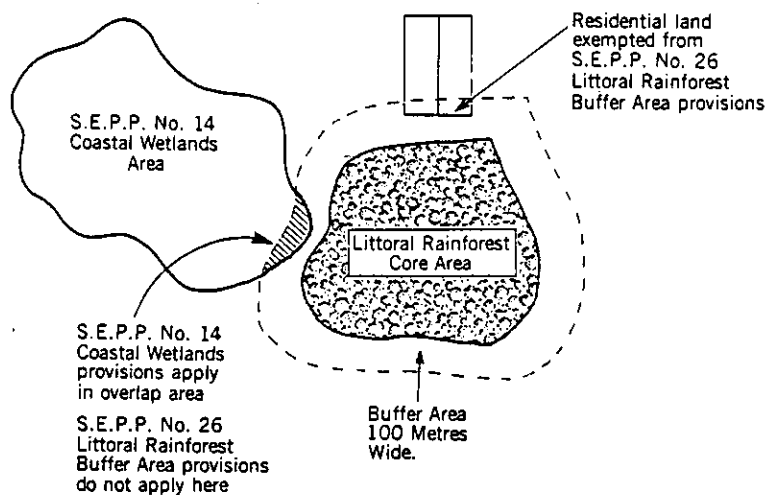 Residential land
exempted from
S.E.P.P. No. 26
Littoral Rainforest
Buffer Area provisions
S.E.P.P. No. 14
Coastal Wetlands
Area
Littoral Rainforest
Core Area
S.E.P.P. No. 14
Coastal Wetlands
provisions apply
in overlap area
S.E.P.P. No. 26
Littoral Rainforest
Buffer Area provisions
do not apply here
Buffer Area
100 Metres
Wide.